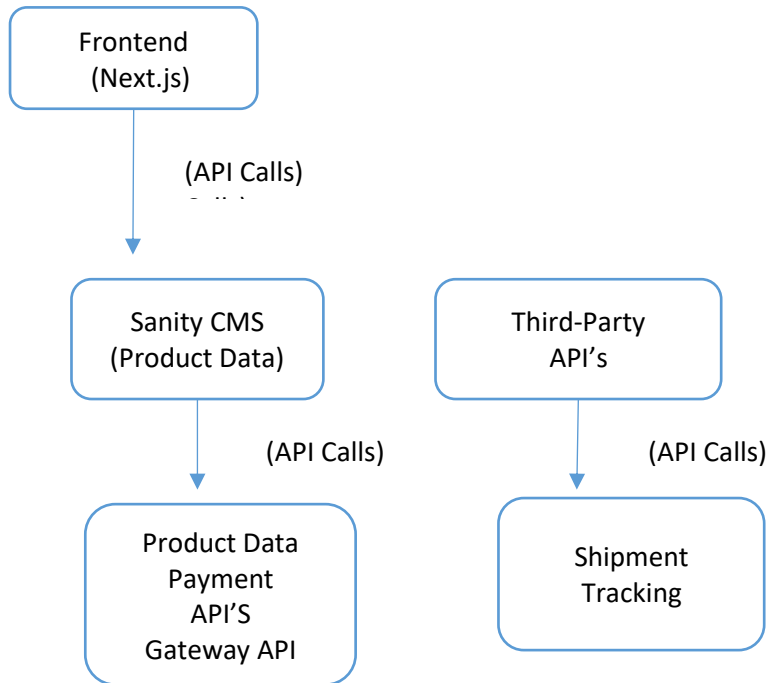 Frontend
(Next.js)
(API Calls)
Sanity CMS
(Product Data)
Third-Party
API's
(API Calls)
(API Calls)
Product Data
Payment
API'S
Gateway API
Shipment
Tracking